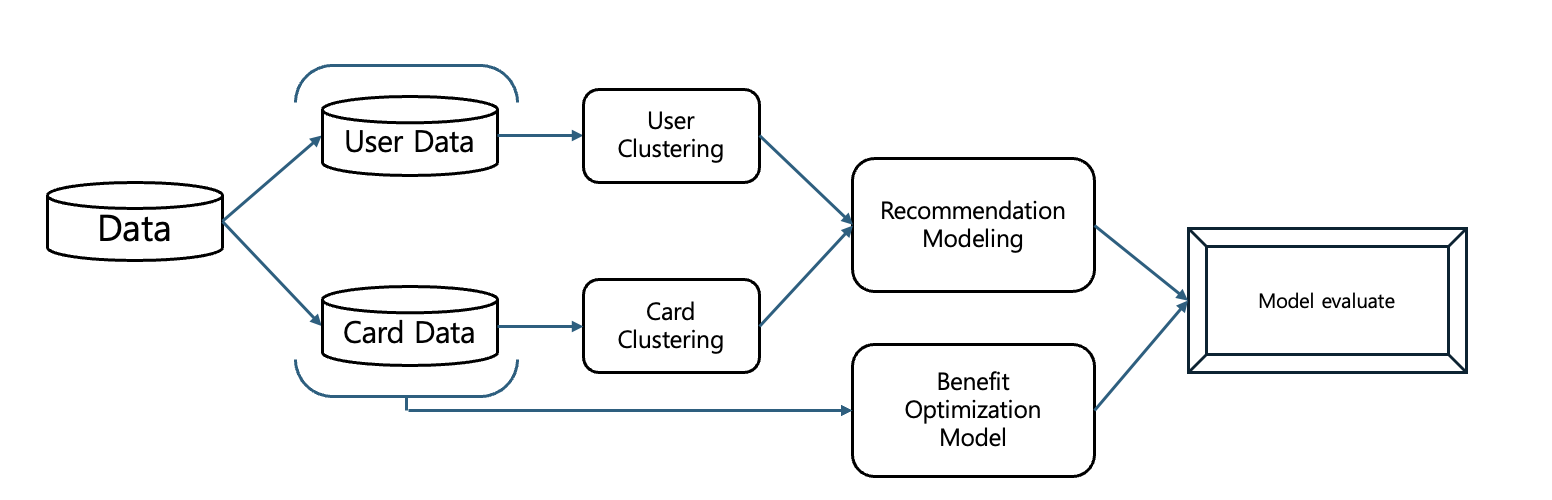 Data
User Data
Card Data
User
Clustering
Card
Clustering
Recommendation
Modeling
Benefit
Optimization
Model
Model evaluate